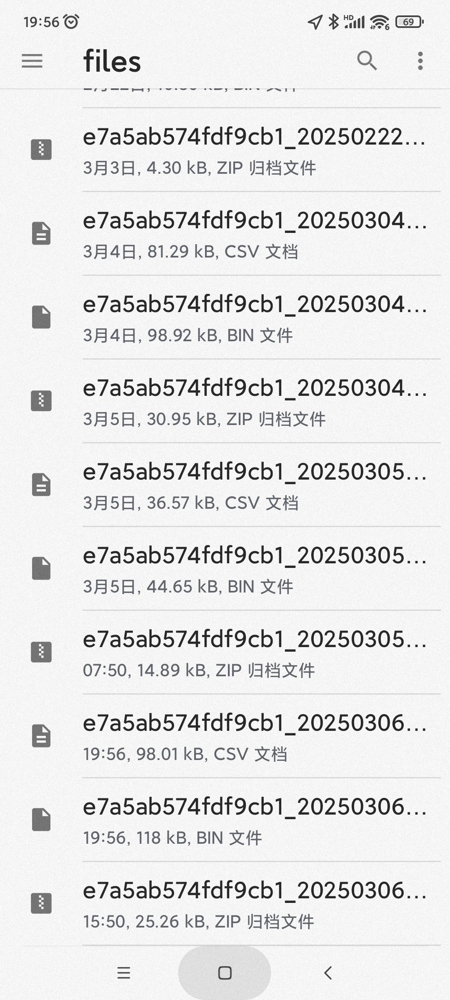 19:56 HD 6 69
files
e7a5ab574fdf9cb1_20250222...
3月3日, 4.30 kB, ZIP 归档文件
e7a5ab574fdf9cb1_20250304...
3月4日, 81.29 kB, CSV 文档
e7a5ab574fdf9cb1_20250304...
3月4日, 98.92 kB, BIN 文件
e7a5ab574fdf9cb1_20250304...
3月5日, 30.95 kB, ZIP 归档文件
e7a5ab574fdf9cb1_20250305...
3月5日, 36.57 kB, CSV 文档
e7a5ab574fdf9cb1_20250305...
3月5日, 44.65 kB, BIN 文件
e7a5ab574fdf9cb1_20250305...
07:50, 14.89 kB, ZIP 归档文件
e7a5ab574fdf9cb1_20250306...
19:56, 98.01 kB, CSV 文档
e7a5ab574fdf9cb1_20250306...
19:56, 118 kB, BIN 文件
e7a5ab574fdf9cb1_20250306...
15:50, 25.26 kB, ZIP 归档文件